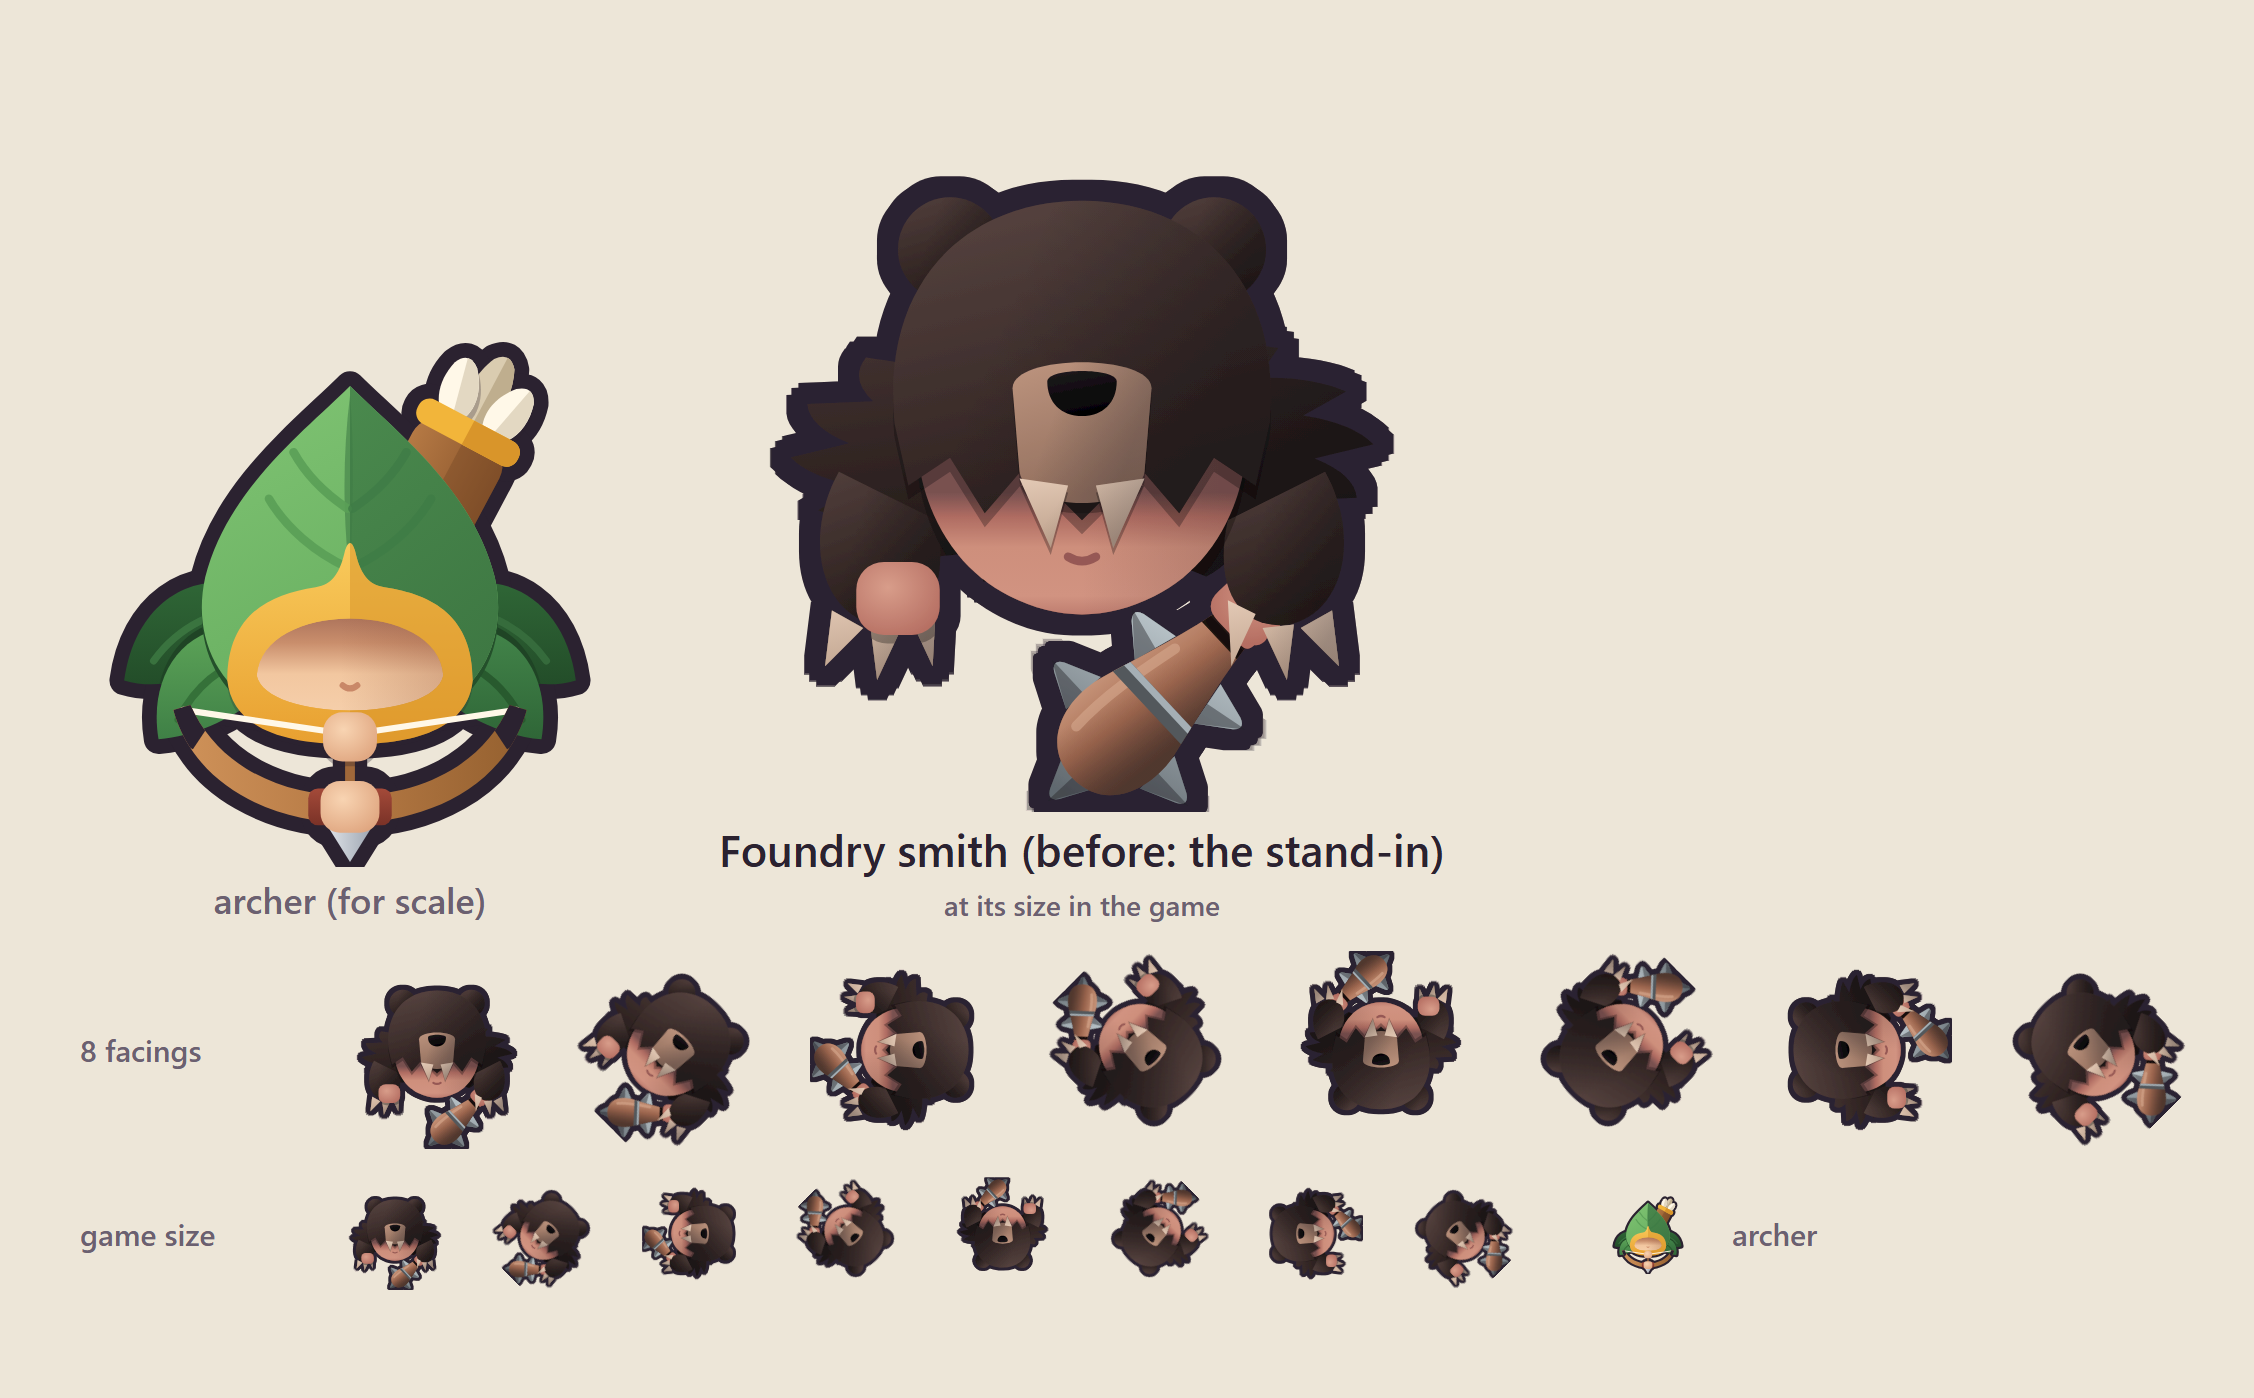 archer (for scale)
Foundry smith (before: the stand-in)
at its size in the game
8 facings
game size
archer